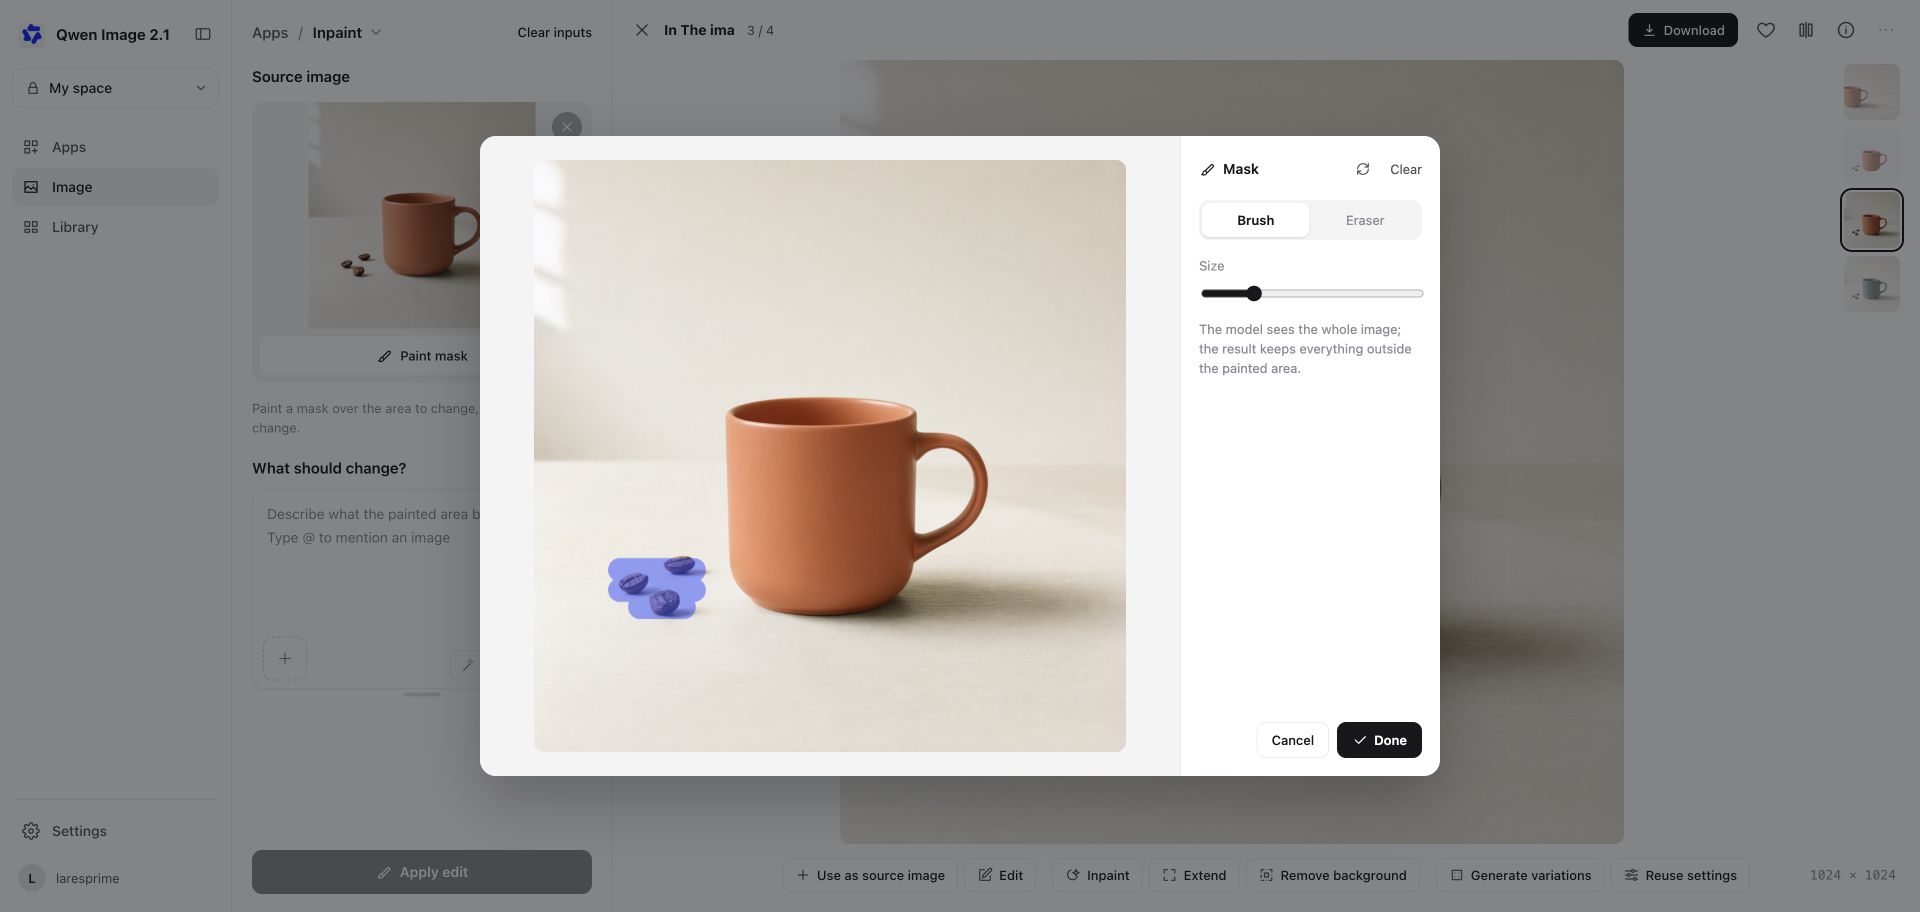 Qwen Image 2.1
My space
Apps
Image
Library
Settings
L
laresprime
Apps / Inpaint
Clear inputs
Source image
Paint mask
Paint a mask over the area to change,
change.
What should change?
Describe what the painted area b
Type @ to mention an image
Apply edit
In The ima 3 / 4
Download
Mask
Clear
Brush
Eraser
Size
The model sees the whole image;
the result keeps everything outside
the painted area.
Cancel
Done
Use as source image
Edit
Inpaint
Extend
Remove background
Generate variations
Reuse settings
1024 × 1024